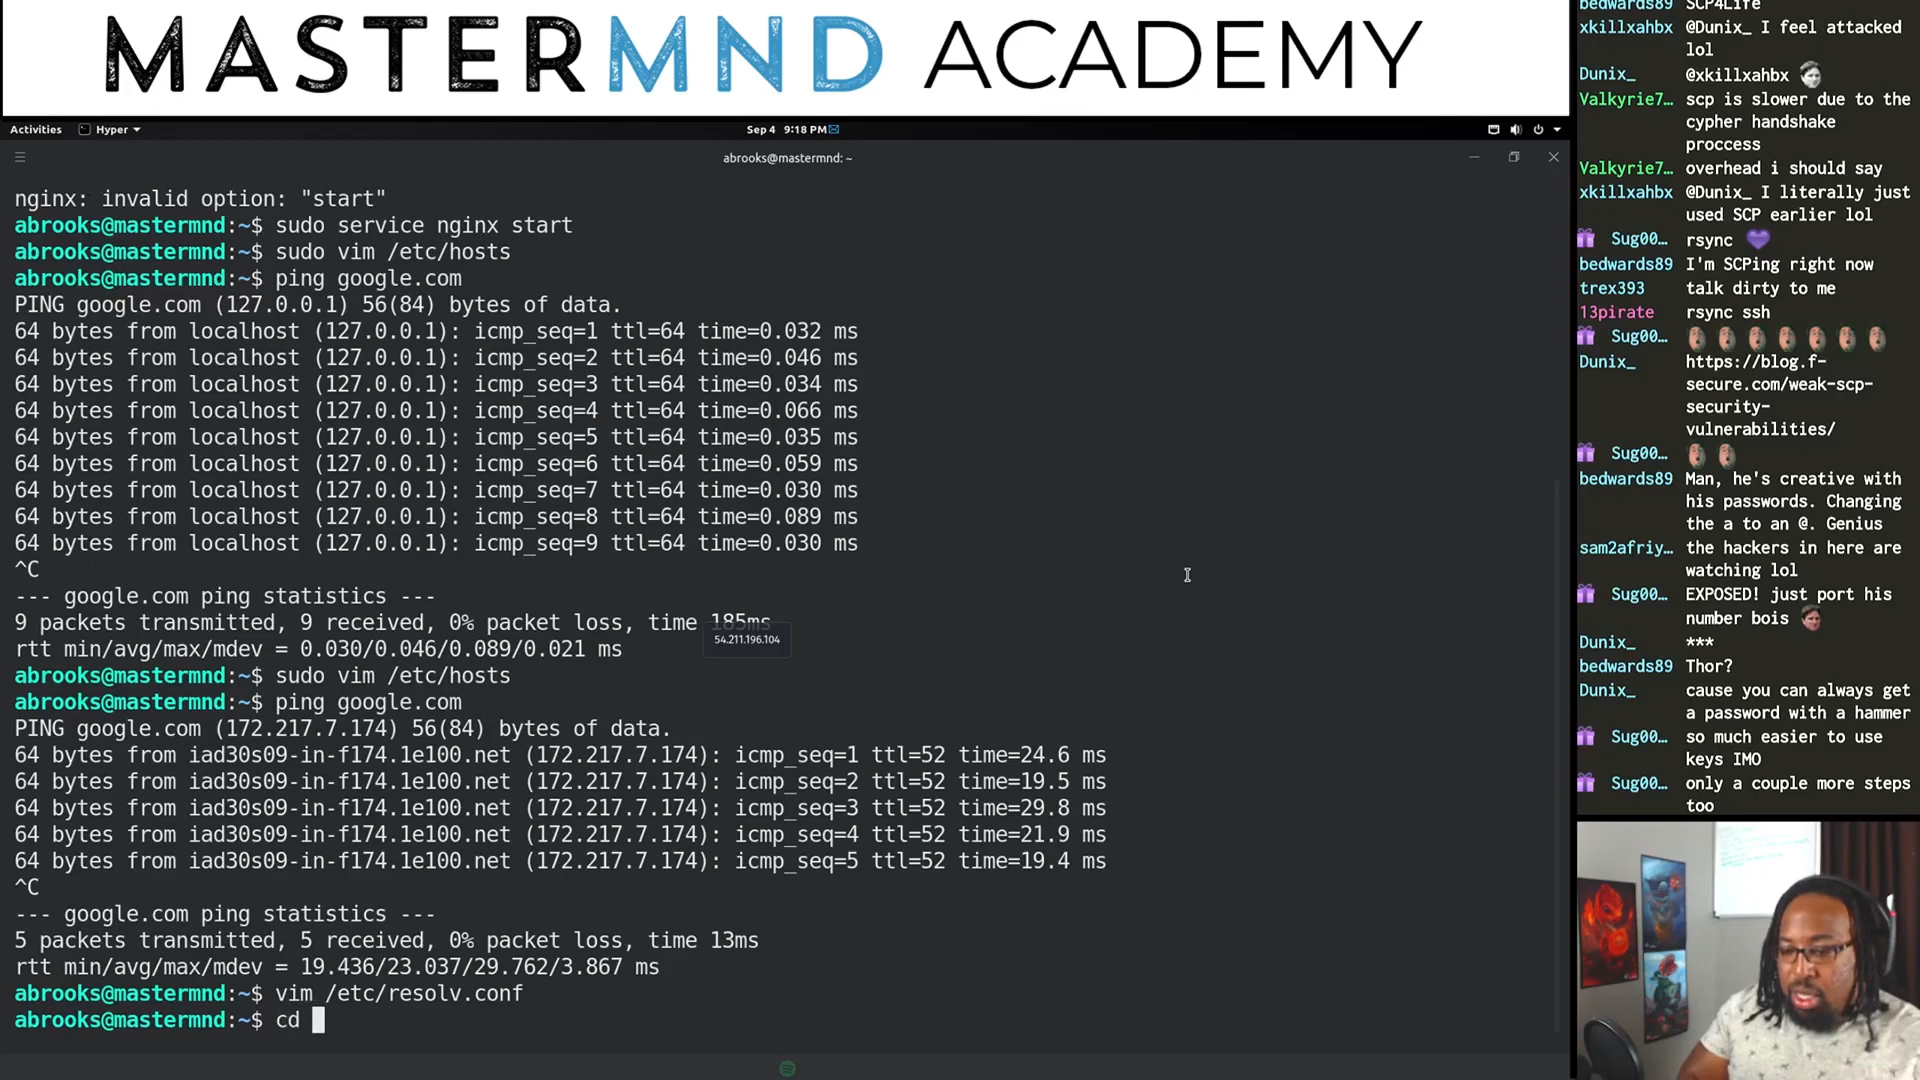 MASTERMND ACADEMY
Activities Hyper Sep 4 9:18 PM
abrooks@mastermnd: ~
nginx: invalid option: "start"
abrooks@mastermnd:~$ sudo service nginx start
abrooks@mastermnd:~$ sudo vim /etc/hosts
abrooks@mastermnd:~$ ping google.com
PING google.com (127.0.0.1) 56(84) bytes of data.
64 bytes from localhost (127.0.0.1): icmp_seq=1 ttl=64 time=0.032 ms
64 bytes from localhost (127.0.0.1): icmp_seq=2 ttl=64 time=0.046 ms
64 bytes from localhost (127.0.0.1): icmp_seq=3 ttl=64 time=0.034 ms
64 bytes from localhost (127.0.0.1): icmp_seq=4 ttl=64 time=0.066 ms
64 bytes from localhost (127.0.0.1): icmp_seq=5 ttl=64 time=0.035 ms
64 bytes from localhost (127.0.0.1): icmp_seq=6 ttl=64 time=0.059 ms
64 bytes from localhost (127.0.0.1): icmp_seq=7 ttl=64 time=0.030 ms
64 bytes from localhost (127.0.0.1): icmp_seq=8 ttl=64 time=0.089 ms
64 bytes from localhost (127.0.0.1): icmp_seq=9 ttl=64 time=0.030 ms
^C
--- google.com ping statistics ---
9 packets transmitted, 9 received, 0% packet loss, time 185ms
54.211.196.104
rtt min/avg/max/mdev = 0.030/0.046/0.089/0.021 ms
abrooks@mastermnd:~$ sudo vim /etc/hosts
abrooks@mastermnd:~$ ping google.com
PING google.com (172.217.7.174) 56(84) bytes of data.
64 bytes from iad30s09-in-f174.1e100.net (172.217.7.174): icmp_seq=1 ttl=52 time=24.6 ms
64 bytes from iad30s09-in-f174.1e100.net (172.217.7.174): icmp_seq=2 ttl=52 time=19.5 ms
64 bytes from iad30s09-in-f174.1e100.net (172.217.7.174): icmp_seq=3 ttl=52 time=29.8 ms
64 bytes from iad30s09-in-f174.1e100.net (172.217.7.174): icmp_seq=4 ttl=52 time=21.9 ms
64 bytes from iad30s09-in-f174.1e100.net (172.217.7.174): icmp_seq=5 ttl=52 time=19.4 ms
^C
--- google.com ping statistics ---
5 packets transmitted, 5 received, 0% packet loss, time 13ms
rtt min/avg/max/mdev = 19.436/23.037/29.762/3.867 ms
abrooks@mastermnd:~$ vim /etc/resolv.conf
abrooks@mastermnd:~$ cd
bedwards89 SCP4Life
xkillxahbx @Dunix_ I feel attacked
lol
Dunix_ @xkillxahbx
Valkyrie7… scp is slower due to the
cypher handshake
proccess
Valkyrie7… overhead i should say
xkillxahbx @Dunix_ I literally just
used SCP earlier lol
Sug00… rsync
bedwards89 I'm SCPing right now
trex393 talk dirty to me
13pirate rsync ssh
Sug00…
Dunix_ https://blog.f-
secure.com/weak-scp-
security-
vulnerabilities/
Sug00…
bedwards89 Man, he's creative with
his passwords. Changing
the a to an @. Genius
sam2afriy… the hackers in here are
watching lol
Sug00… EXPOSED! just port his
number bois
Dunix_ ***
bedwards89 Thor?
Dunix_ cause you can always get
a password with a hammer
Sug00… so much easier to use
keys IMO
Sug00… only a couple more steps
too